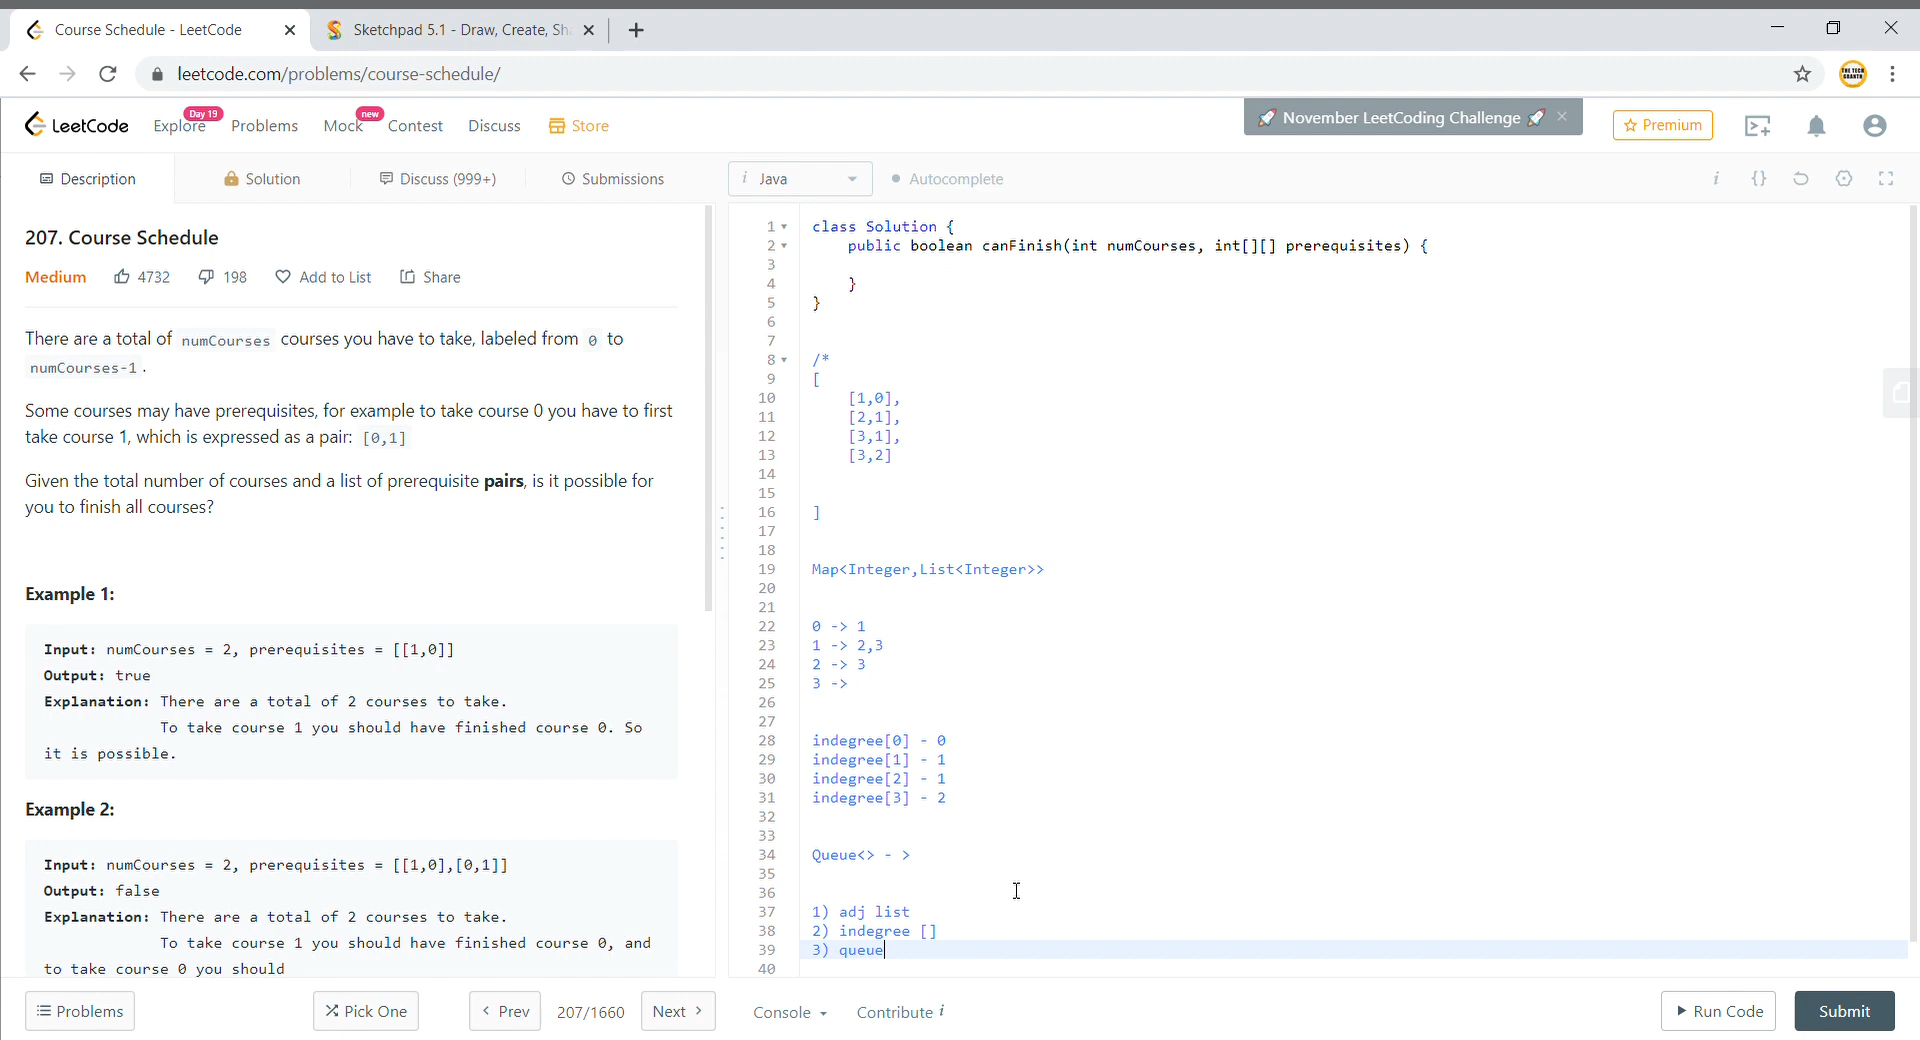 Course Schedule - LeetCode
Sketchpad 5.1 - Draw, Create, Sh
leetcode.com/problems/course-schedule/
THE TECH GRANTH
LeetCode
Explore
Day 19
Problems
Mock
new
Contest
Discuss
Store
🚀 November LeetCoding Challenge 🚀
Premium
Description
Solution
Discuss (999+)
Submissions
i Java
Autocomplete
207. Course Schedule
Medium
4732
198
Add to List
Share
There are a total of numCourses courses you have to take, labeled from 0 to
numCourses-1 .
Some courses may have prerequisites, for example to take course 0 you have to first
take course 1, which is expressed as a pair: [0,1]
Given the total number of courses and a list of prerequisite pairs, is it possible for
you to finish all courses?
Example 1:
Input: numCourses = 2, prerequisites = [[1,0]]
Output: true
Explanation: There are a total of 2 courses to take.
To take course 1 you should have finished course 0. So
it is possible.
Example 2:
Input: numCourses = 2, prerequisites = [[1,0],[0,1]]
Output: false
Explanation: There are a total of 2 courses to take.
To take course 1 you should have finished course 0, and
to take course 0 you should
1 class Solution {
2 public boolean canFinish(int numCourses, int[][] prerequisites) {
3
4 }
5 }
6
7
8 /*
9 [
10 [1,0],
11 [2,1],
12 [3,1],
13 [3,2]
14
15
16 ]
17
18
19 Map<Integer,List<Integer>>
20
21
22 0 -> 1
23 1 -> 2,3
24 2 -> 3
25 3 ->
26
27
28 indegree[0] - 0
29 indegree[1] - 1
30 indegree[2] - 1
31 indegree[3] - 2
32
33
34 Queue<> - >
35
36
37 1) adj list
38 2) indegree []
39 3) queue
40
Problems
Pick One
Prev
207/1660
Next
Console
Contribute i
Run Code
Submit